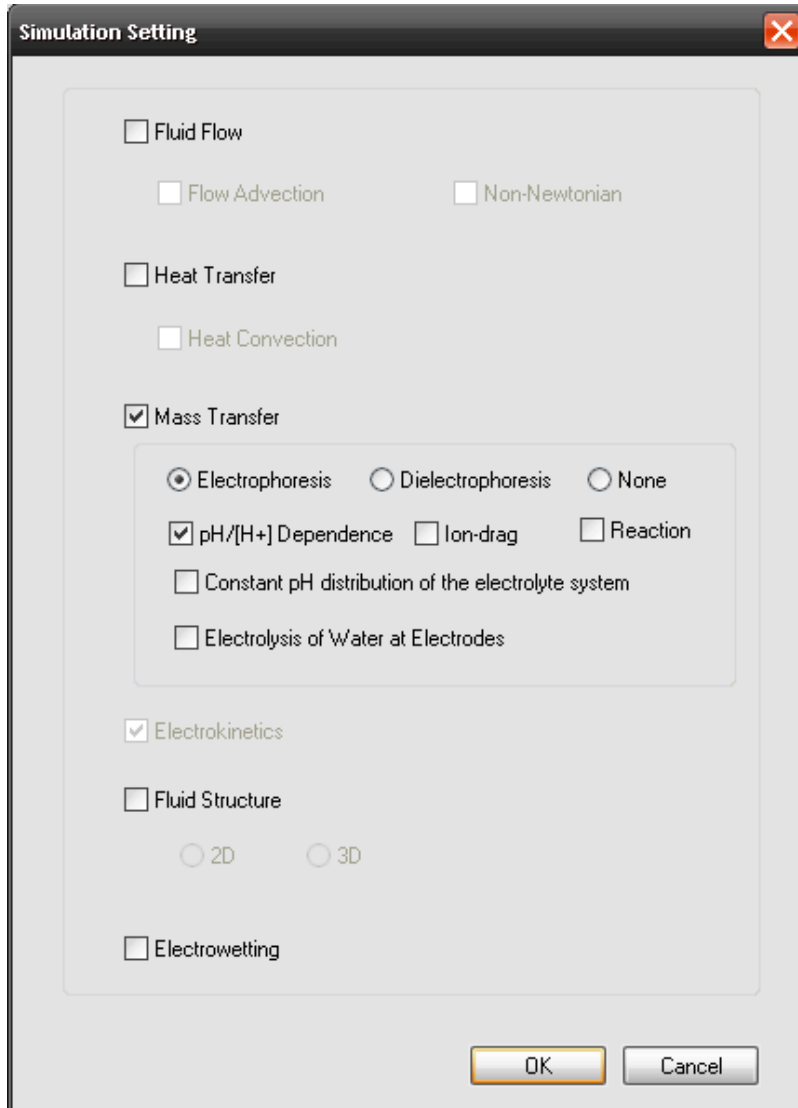 Simulation Setting
Fluid Flow
Flow Advection Non-Newtonian
Heat Transfer
Heat Convection
Mass Transfer
Electrophoresis Dielectrophoresis None
pH/[H+] Dependence Ion-drag Reaction
Constant pH distribution of the electrolyte system
Electrolysis of Water at Electrodes
Electrokinetics
Fluid Structure
2D 3D
Electrowetting
OK Cancel